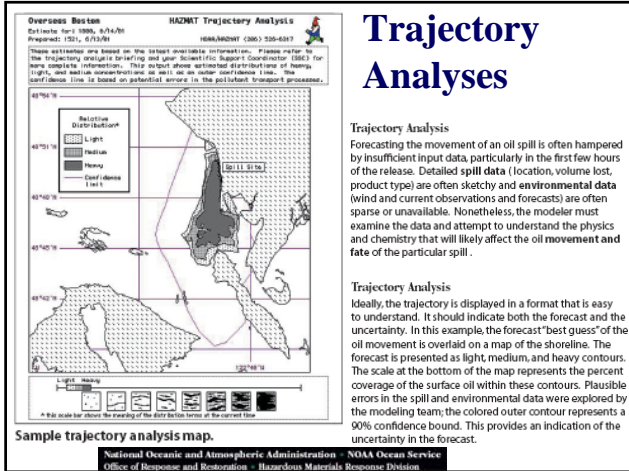 Overseas Boston HAZMAT Trajectory Analysis
Estimate for: 1800, 6/14/01
Prepared: 1521, 6/13/01 NOAA/HAZMAT (206) 526-6317
These estimates are based on the latest available information. Please refer to
the trajectory analysis briefing and your Scientific Support Coordinator (SSC) for
more complete information. This output shows estimated distributions of heavy,
light, and medium concentrations as well as an outer confidence line. The
confidence line is based on potential errors in the pollutant transport processes.
48°54'N
48°51'N
Relative
Distribution*
Light
Medium
Heavy
Confidence
limit
Spill Site
48°45'N
48°42'N
Light Heavy
* this scale bar shows the meaning of the distribution terms at the current time
Sample trajectory analysis map.
Trajectory
Analyses
Trajectory Analysis
Forecasting the movement of an oil spill is often hampered
by insufficient input data, particularly in the first few hours
of the release. Detailed spill data ( location, volume lost,
product type) are often sketchy and environmental data
(wind and current observations and forecasts) are often
sparse or unavailable. Nonetheless, the modeler must
examine the data and attempt to understand the physics
and chemistry that will likely affect the oil movement and
fate of the particular spill .
Trajectory Analysis
Ideally, the trajectory is displayed in a format that is easy
to understand. It should indicate both the forecast and the
uncertainty. In this example, the forecast "best guess" of the
oil movement is overlaid on a map of the shoreline. The
forecast is presented as light, medium, and heavy contours.
The scale at the bottom of the map represents the percent
coverage of the surface oil within these contours. Plausible
errors in the spill and environmental data were explored by
the modeling team; the colored outer contour represents a
90% confidence bound. This provides an indication of the
uncertainty in the forecast.
National Oceanic and Atmospheric Administration • NOAA Ocean Service
Office of Response and Restoration • Hazardous Materials Response Division